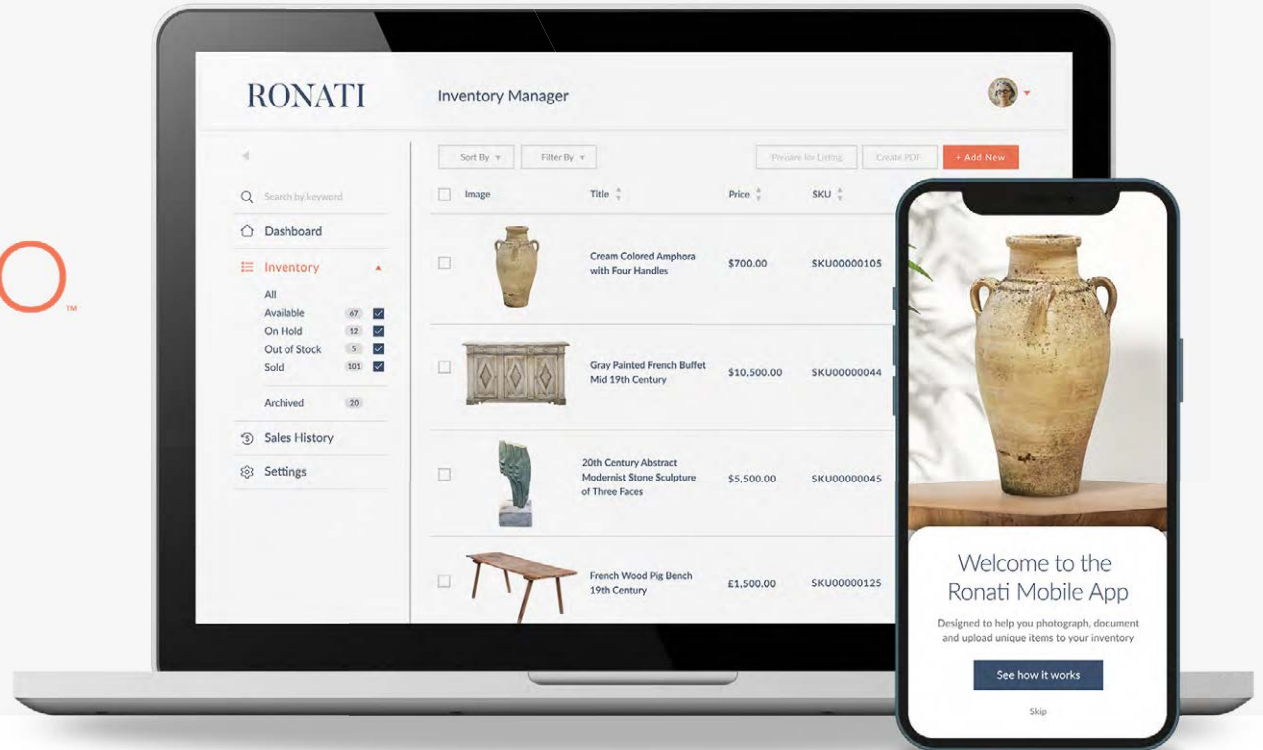 RONATI
Inventory Manager
Search by keyword
Dashboard
Inventory
All
Available 67
On Hold 12
Out of Stock 5
Sold 101
Archived 20
Sales History
Settings
Sort By
Filter By
Prepare for Listing
Create PDF
+ Add New
Image Title Price SKU
Cream Colored Amphora
with Four Handles
$700.00
SKU00000105
Gray Painted French Buffet
Mid 19th Century
$10,500.00
SKU00000044
20th Century Abstract
Modernist Stone Sculpture
of Three Faces
$5,500.00
SKU00000045
French Wood Pig Bench
19th Century
£1,500.00
SKU00000125
O™
Welcome to the
Ronati Mobile App
Designed to help you photograph, document
and upload unique items to your inventory
See how it works
Skip